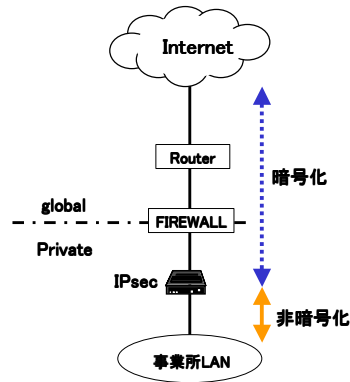 Internet
Router
暗号化
global
FIREWALL
Private
IPsec
非暗号化
事業所LAN